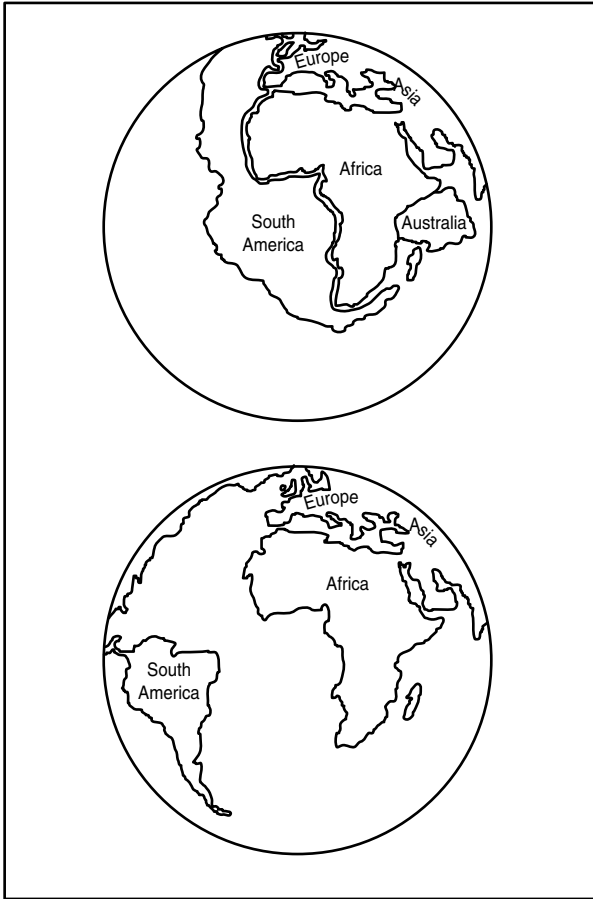 Europe
Asia
Africa
South
America
Australia
Europe
Asia
Africa
South
America